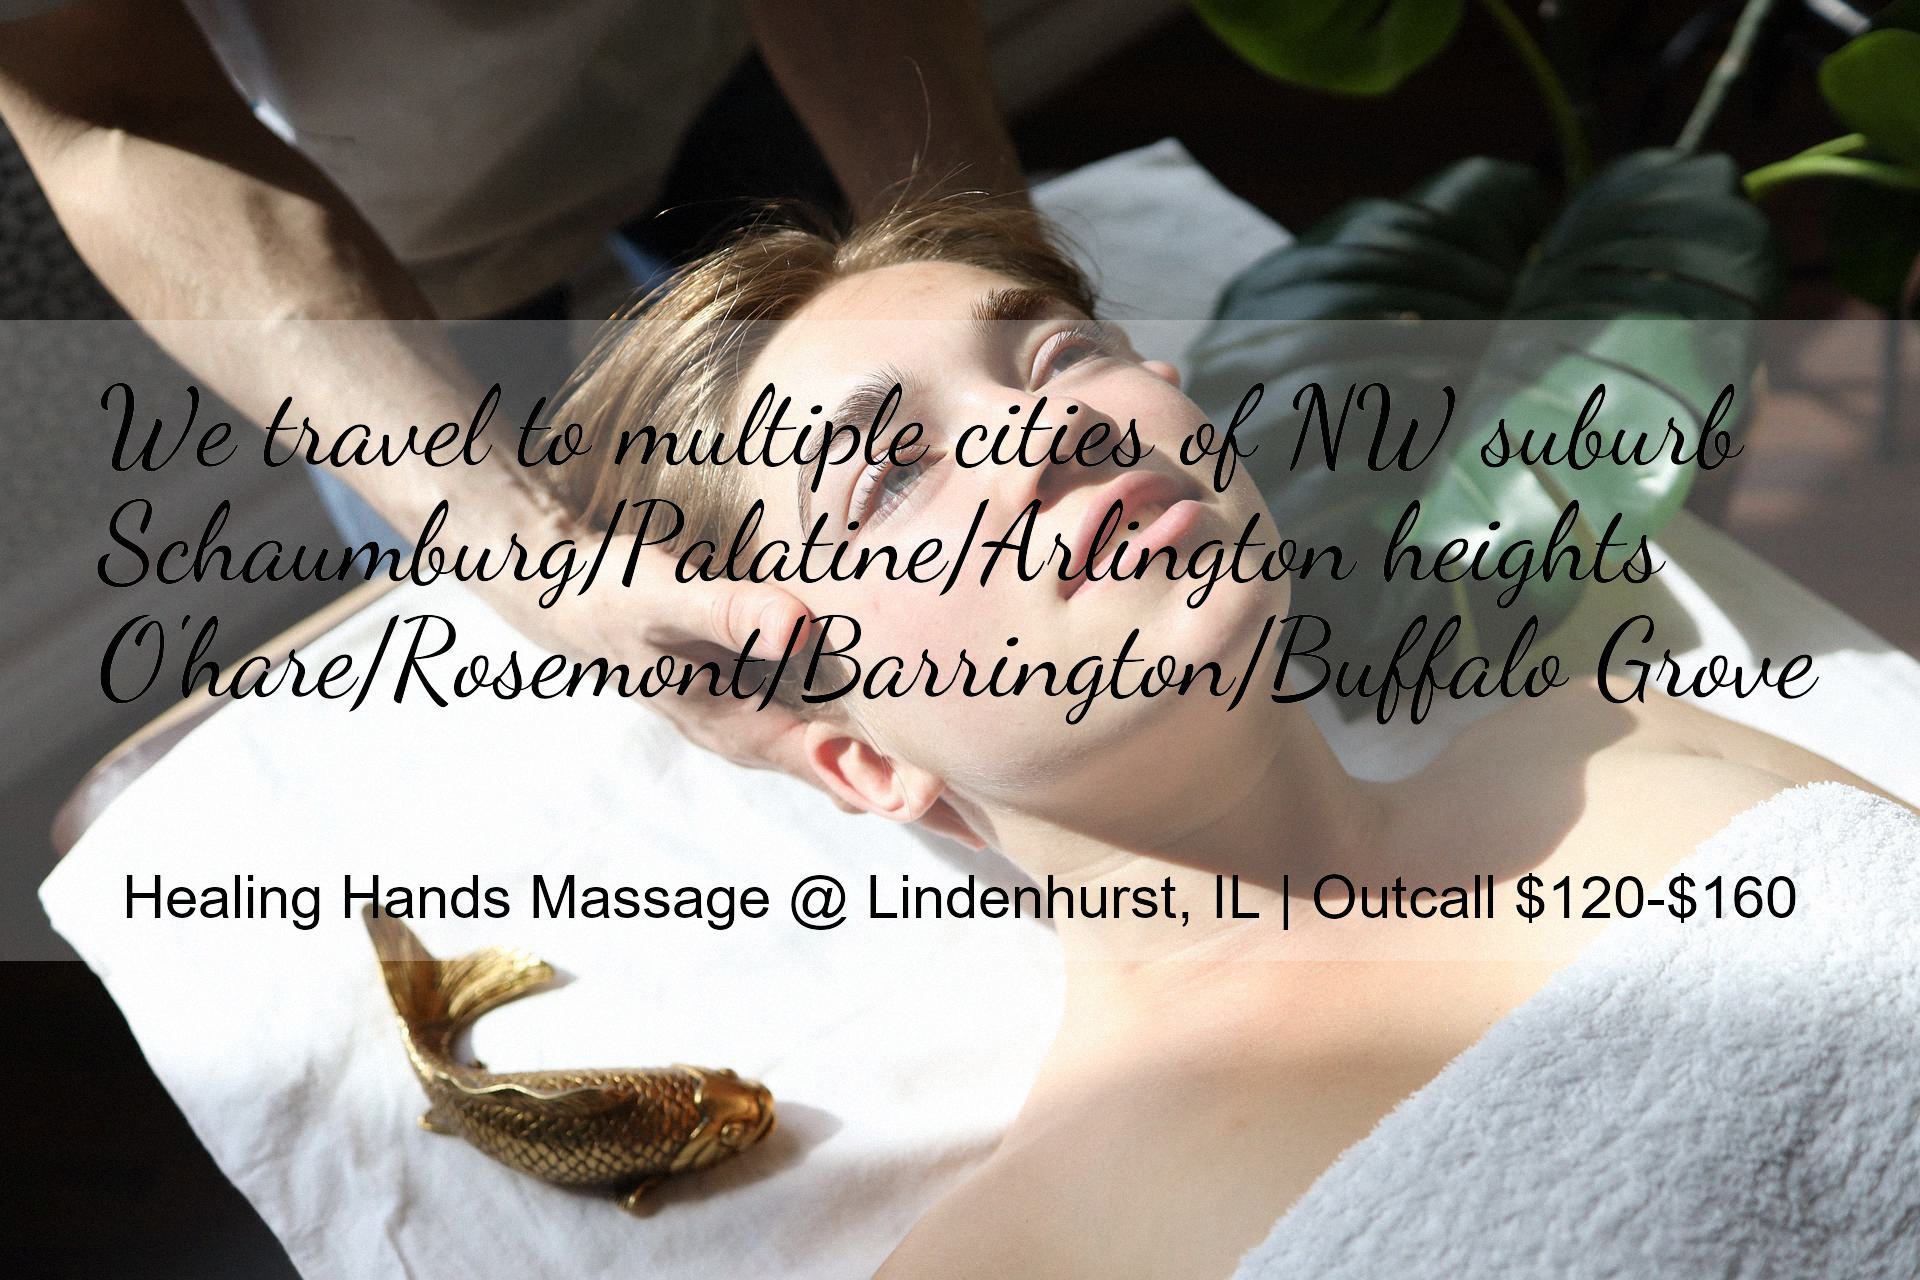 We travel to multiple cities of NW suburb
Schaumburg/Palatine/Arlington heights
O'hare/Rosemont/Barrington/Buffalo Grove
Healing Hands Massage @ Lindenhurst, IL | Outcall $120-$160